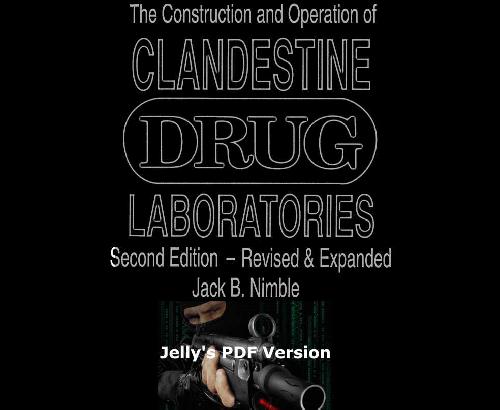 The Construction and Operation of
CLANDESTINE
DRUG
LABORATORIES
Second Edition – Revised & Expanded
Jack B. Nimble
Jelly's PDF Version